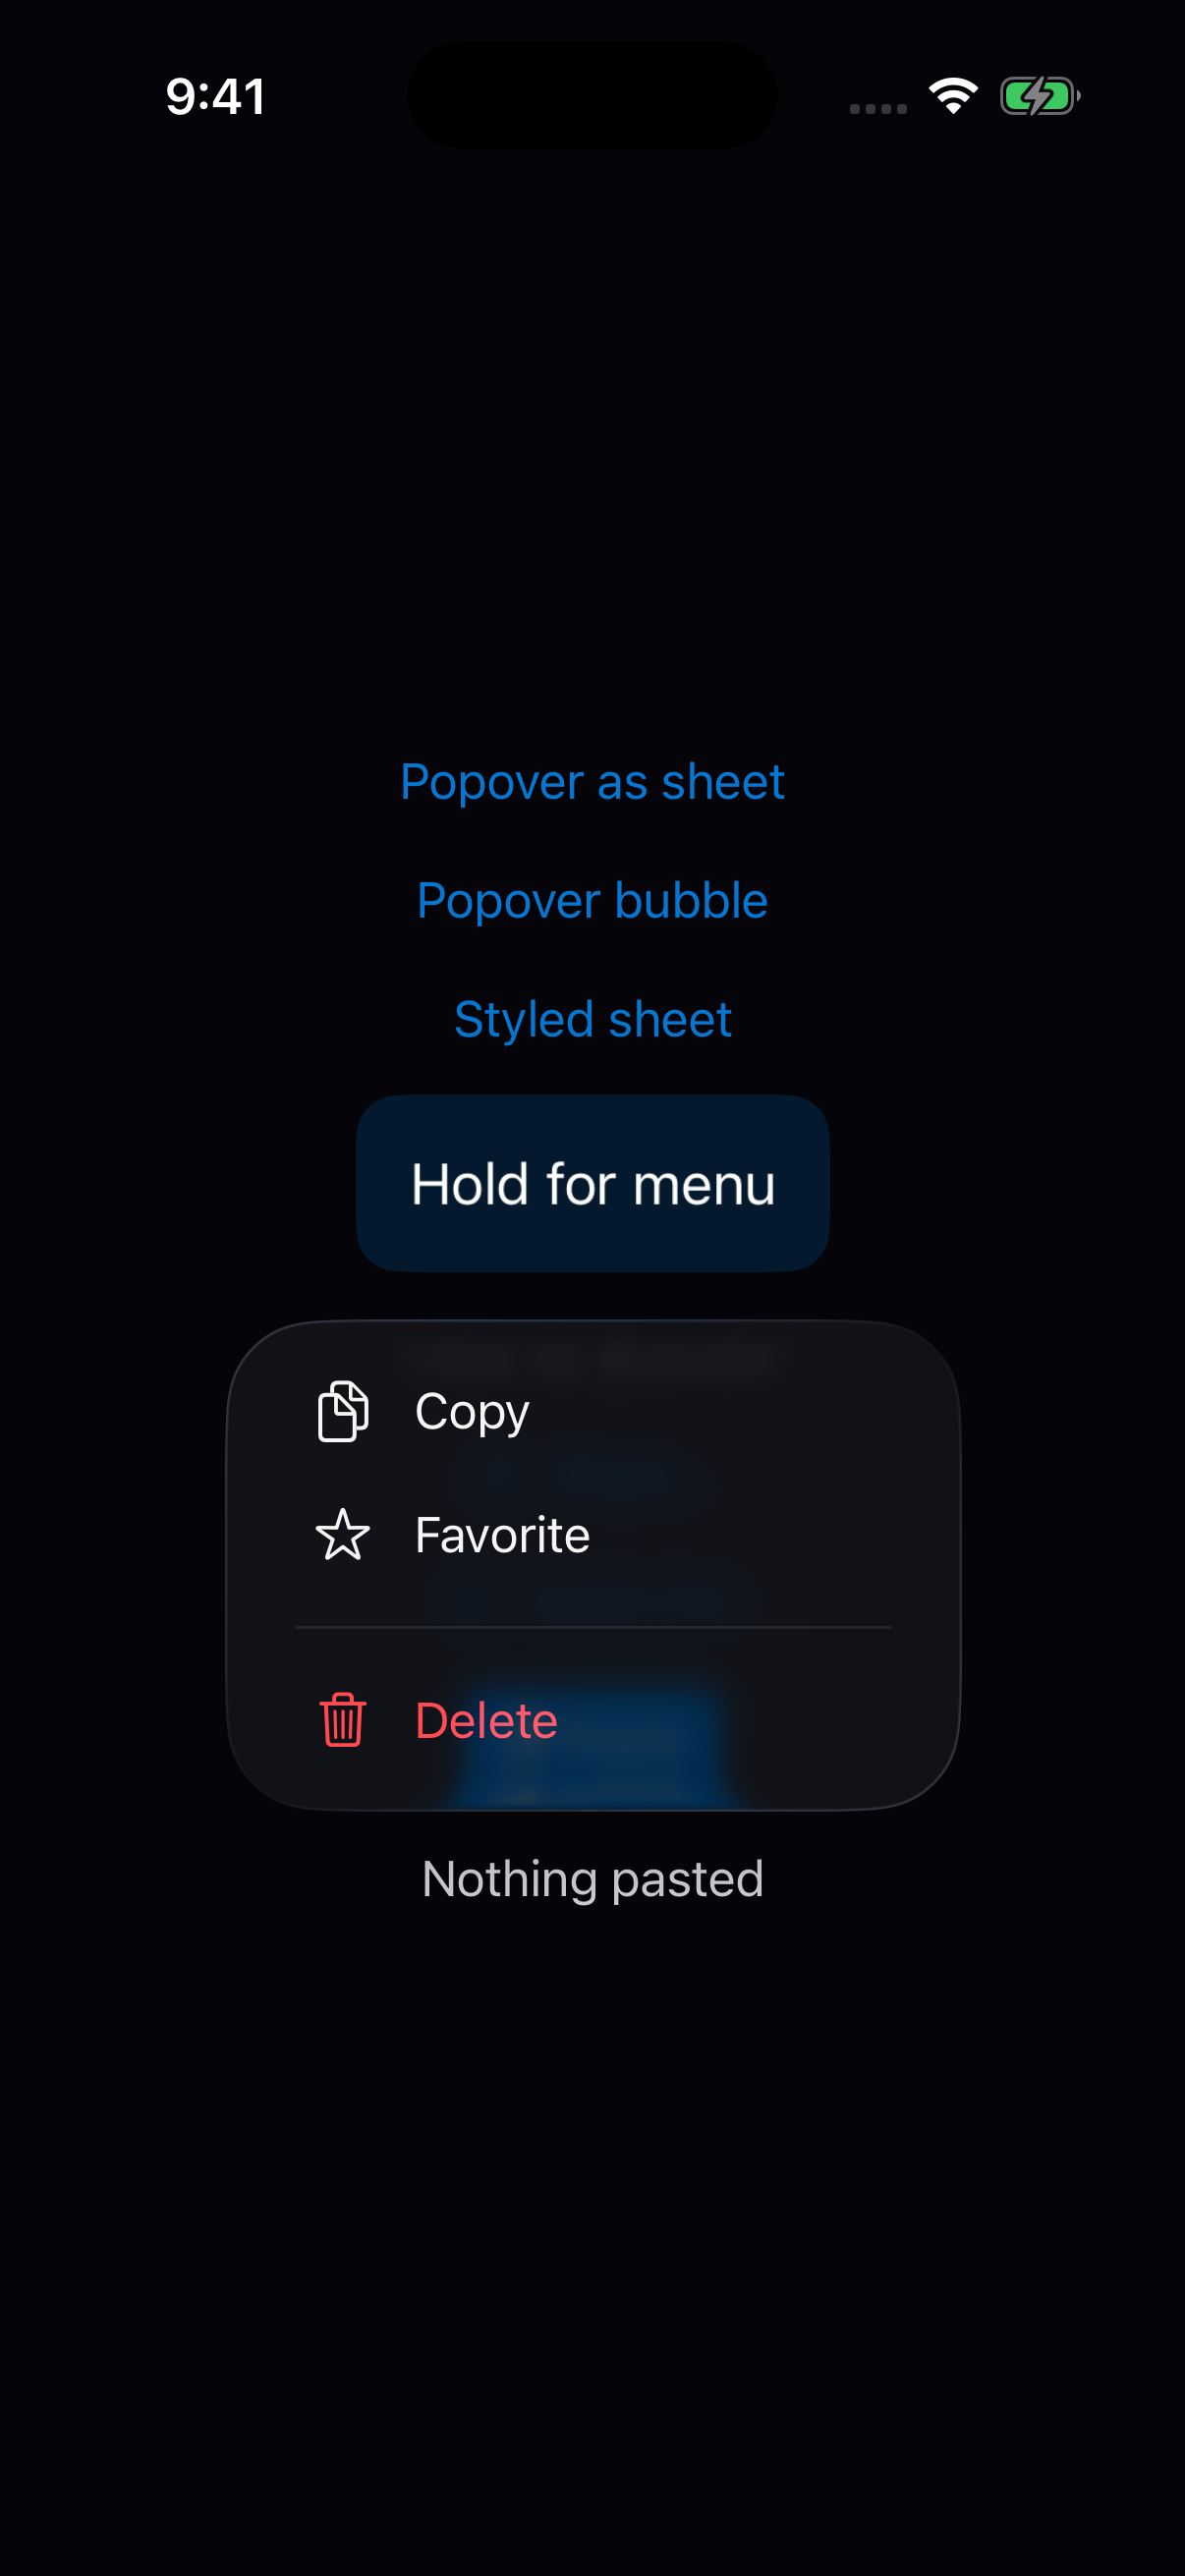 9:41
Popover as sheet
Popover bubble
Styled sheet
Hold for menu
Copy
Favorite
Delete
Nothing pasted